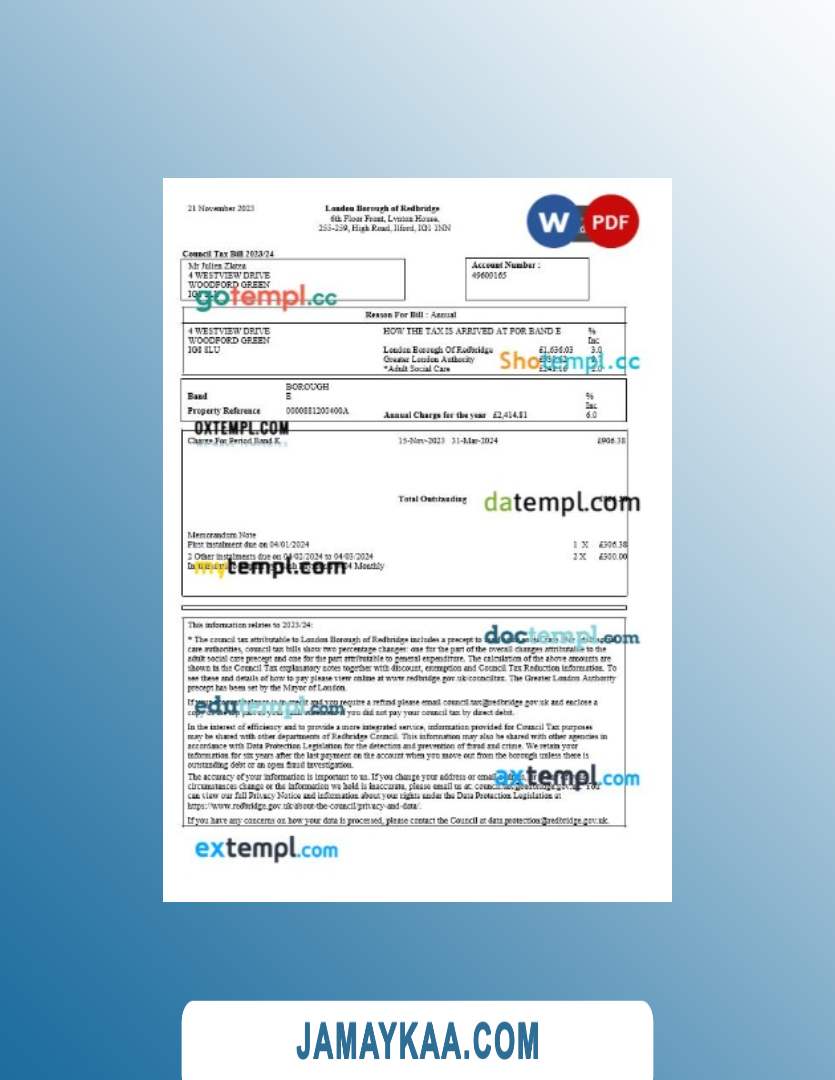 21 November 2023
London Borough of Redbridge
6th Floor Front, Lynton House,
255-259, High Road, Ilford, IG1 1NN
W
PDF
Council Tax Bill 2023/24
Mr Julien
4 WESTVIEW DRIVE
WOODFORD GREEN
Account Number :
49600165
gotempl.cc
Reason For Bill : Annual
4 WESTVIEW DRIVE
WOODFORD GREEN
IG8 8LU
HOW THE TAX IS ARRIVED AT FOR BAND E
%
Inc
London Borough Of Redbridge £1,636.03 3.0
Greater London Authority
*Adult Social Care
Shotempl.cc
BOROUGH
Band E
%
Inc
Property Reference 0000881203400A
Annual Charge for the year £2,414.81 6.0
OXTEMPL.COM
Charge For Period Band 15-Nov-2023 31-Mar-2024 £906.38
Total Outstanding
datempl.com
Memorandum Note
First instalment due on 04/01/2024 1 X £306.38
2 Other instalments due on 04/02/2024 to 04/03/2024 2 X £300.00
Monthly
mytempl.com
This information relates to 2023/24:
* The council tax attributable to London Borough of Redbridge includes a precept to
doctempl.com
care authorities, council tax bills show two percentage changes: one for the part of the overall changes attributable to the
adult social care precept and one for the part attributable to general expenditure. The calculation of the above amounts are
shown in the Council Tax explanatory notes together with discount, exemption and Council Tax Reduction information. To
see these and details of how to pay please view online at www.redbridge.gov.uk/counciltax. The Greater London Authority
precept has been set by the Mayor of London.
If your in credit and you require a refund please email council.tax@redbridge.gov.uk and enclose a
edutempl.com
you did not pay your council tax by direct debit.
In the interest of efficiency and to provide a more integrated service, information provided for Council Tax purposes
may be shared with other departments of Redbridge Council. This information may also be shared with other agencies in
accordance with Data Protection Legislation for the detection and prevention of fraud and crime. We retain your
information for six years after the last payment on the account when you move out from the borough unless there is
outstanding debt or an open fraud investigation.
The accuracy of your information is important to us. If you change your address or email
axtempl.com
circumstances change or the information we hold is inaccurate, please email us at: You
can view our full Privacy Notice and information about your rights under the Data Protection Legislation at
https://www.redbridge.gov.uk/about-the-council/privacy-and-data/.
If you have any concerns on how your data is processed, please contact the Council at data.protection@redbridge.gov.uk.
extempl.com
JAMAYKAA.COM